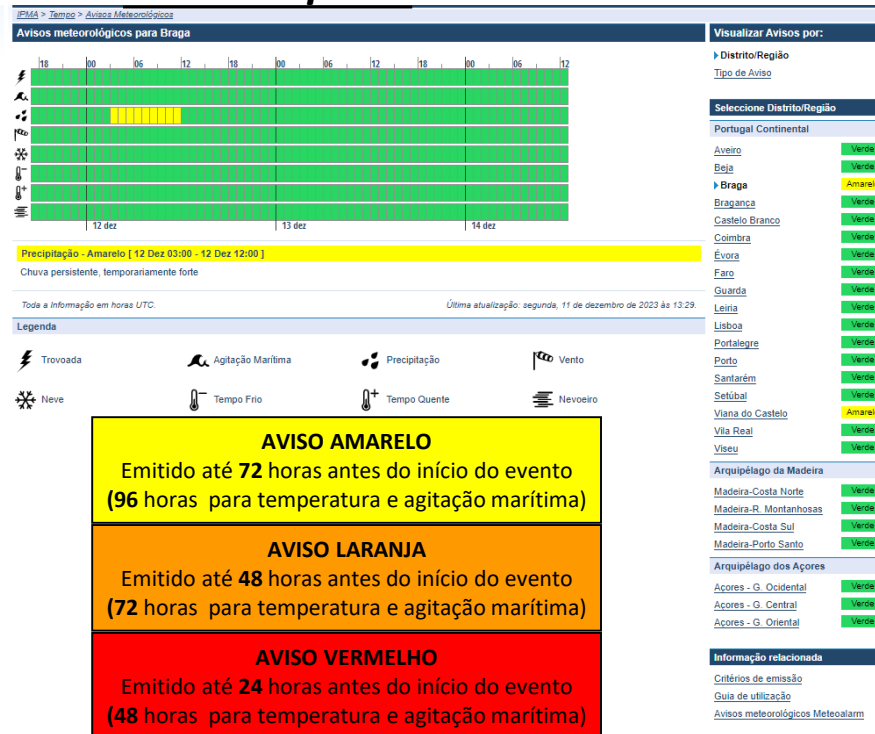 IPMA > Tempo > Avisos Meteorológicos
Avisos meteorológicos para Braga
18 00 06 12 18 00 06 12 18 00 06 12
12 dez 13 dez 14 dez
Precipitação - Amarelo [ 12 Dez 03:00 - 12 Dez 12:00 ]
Chuva persistente, temporariamente forte
Toda a Informação em horas UTC. Última atualização: segunda, 11 de dezembro de 2023 às 13:29.
Legenda
Trovoada Agitação Marítima Precipitação Vento
Neve Tempo Frio Tempo Quente Nevoeiro
AVISO AMARELO
Emitido até 72 horas antes do início do evento
(96 horas para temperatura e agitação marítima)
AVISO LARANJA
Emitido até 48 horas antes do início do evento
(72 horas para temperatura e agitação marítima)
AVISO VERMELHO
Emitido até 24 horas antes do início do evento
(48 horas para temperatura e agitação marítima)
Visualizar Avisos por:
Distrito/Região
Tipo de Aviso
Seleccione Distrito/Região
Portugal Continental
Aveiro Verde
Beja Verde
Braga Amarelo
Bragança Verde
Castelo Branco Verde
Coimbra Verde
Évora Verde
Faro Verde
Guarda Verde
Leiria Verde
Lisboa Verde
Portalegre Verde
Porto Verde
Santarém Verde
Setúbal Verde
Viana do Castelo Amarelo
Vila Real Verde
Viseu Verde
Arquipélago da Madeira
Madeira-Costa Norte Verde
Madeira-R. Montanhosas Verde
Madeira-Costa Sul Verde
Madeira-Porto Santo Verde
Arquipélago dos Açores
Açores - G. Ocidental Verde
Açores - G. Central Verde
Açores - G. Oriental Verde
Informação relacionada
Critérios de emissão
Guia de utilização
Avisos meteorológicos Meteoalarm